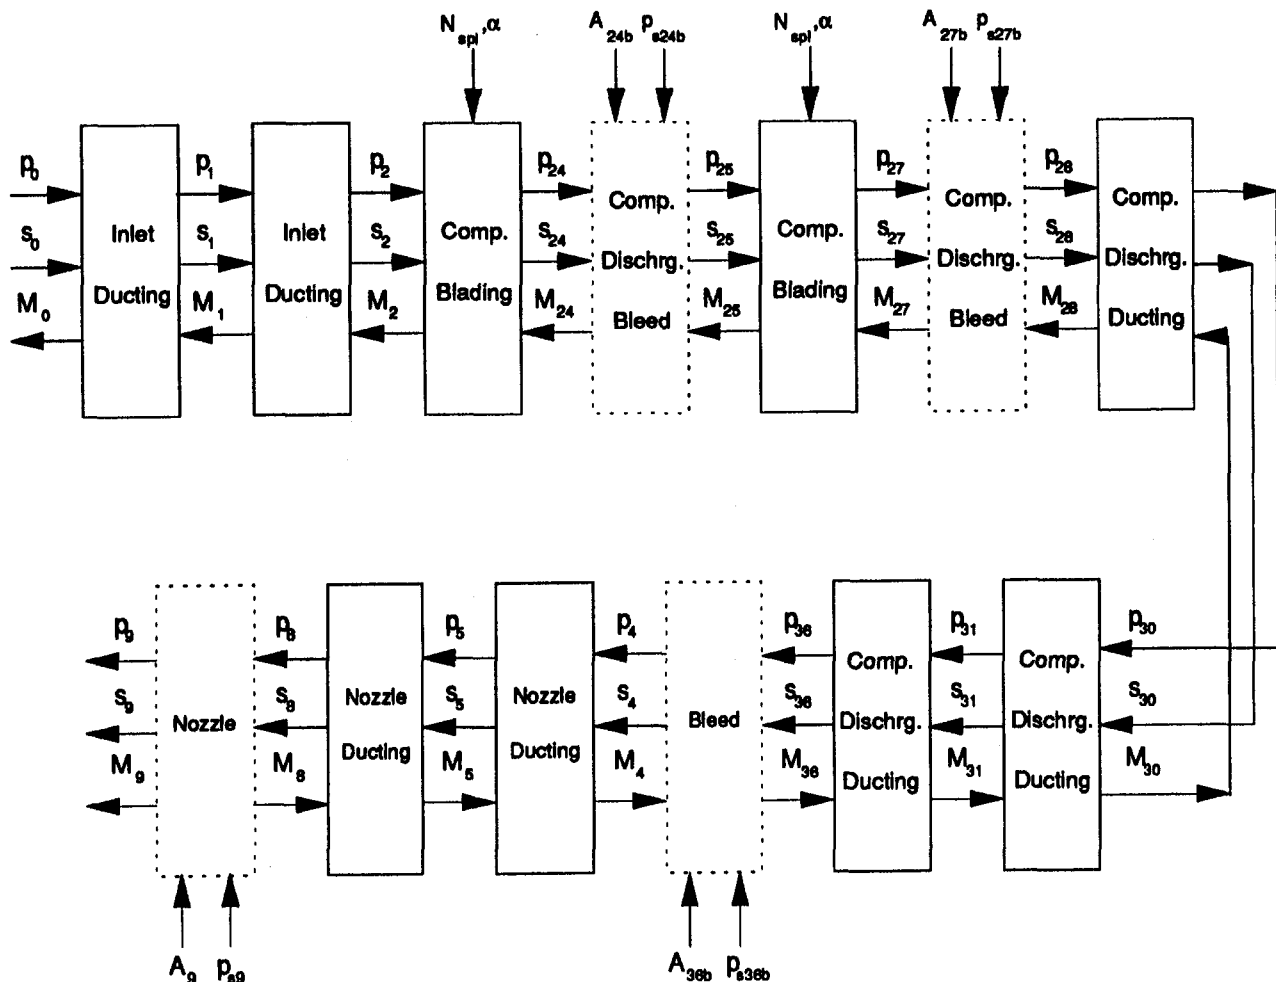 N_spl,α A_24b p_s24b N_spl,α A_27b p_s27b
p_0 p_1 p_2 p_24 p_25 p_27 p_28
Inlet Inlet Comp. Comp. Comp. Comp. Comp.
s_0 s_1 s_2 s_24 s_25 s_27 s_28
Ducting Ducting Blading Dischrg. Blading Dischrg. Dischrg.
M_0 M_1 M_2 M_24 M_25 M_27 M_28
Bleed Bleed Ducting
p_9 p_8 p_5 p_4 p_36 p_31 p_30
Nozzle Nozzle Nozzle Bleed Comp. Comp.
s_9 s_8 s_5 s_4 s_36 s_31 s_30
Ducting Ducting Dischrg. Dischrg.
M_9 M_8 M_5 M_4 M_36 M_31 M_30
Ducting Ducting
A_9 p_s9 A_36b p_s36b